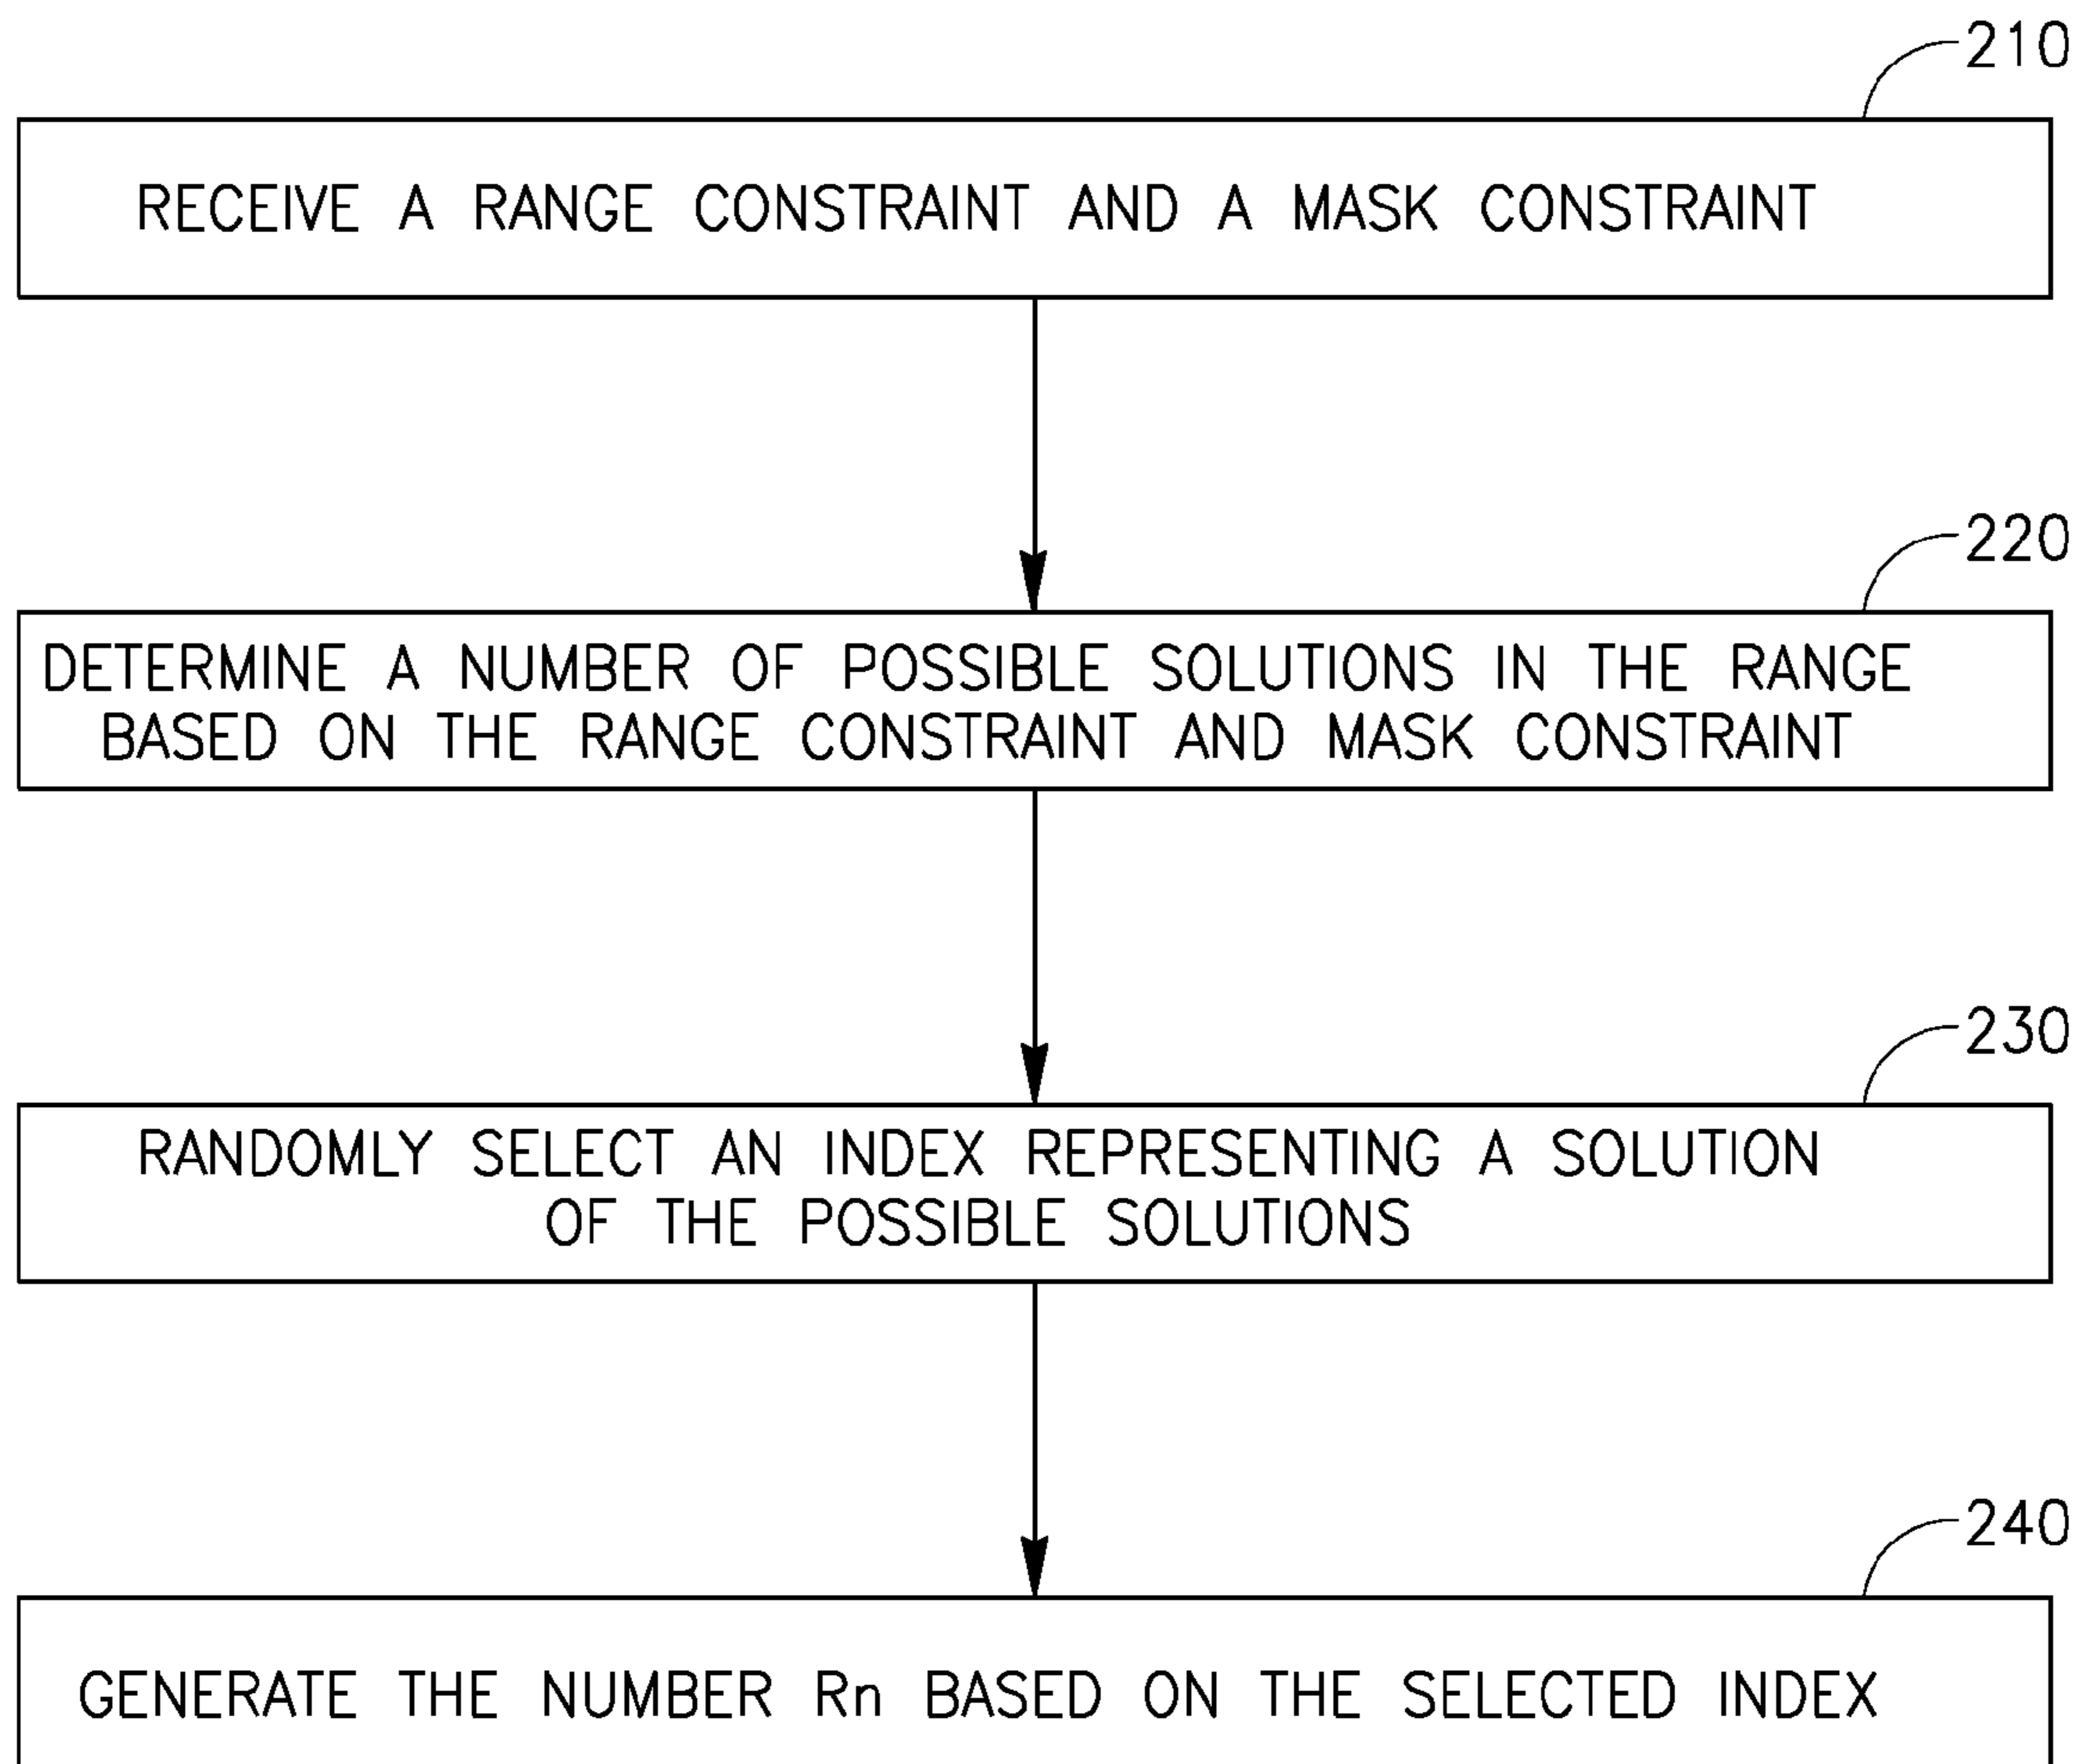 210
RECEIVE A RANGE CONSTRAINT AND A MASK CONSTRAINT
220
DETERMINE A NUMBER OF POSSIBLE SOLUTIONS IN THE RANGE
BASED ON THE RANGE CONSTRAINT AND MASK CONSTRAINT
230
RANDOMLY SELECT AN INDEX REPRESENTING A SOLUTION
OF THE POSSIBLE SOLUTIONS
240
GENERATE THE NUMBER Rn BASED ON THE SELECTED INDEX